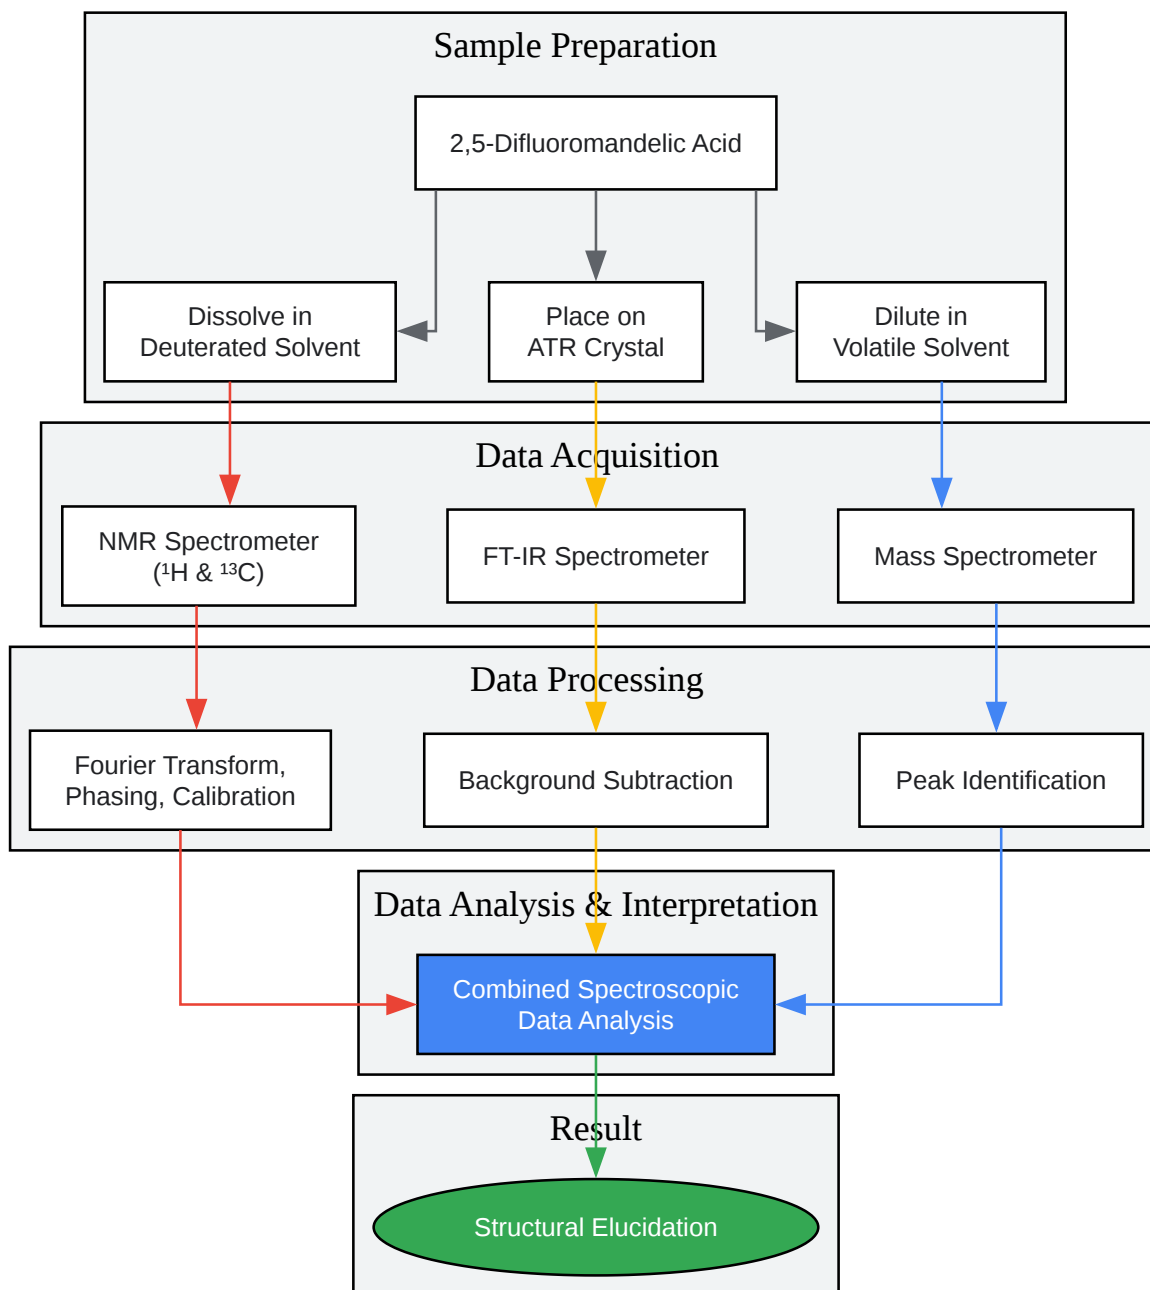 Sample Preparation
2,5-Difluoromandelic Acid
Dissolve in
Deuterated Solvent
Place on
ATR Crystal
Dilute in
Volatile Solvent
Data Acquisition
NMR Spectrometer
(¹H & ¹³C)
FT-IR Spectrometer
Mass Spectrometer
Data Processing
Fourier Transform,
Phasing, Calibration
Background Subtraction
Peak Identification
Data Analysis & Interpretation
Combined Spectroscopic
Data Analysis
Result
Structural Elucidation